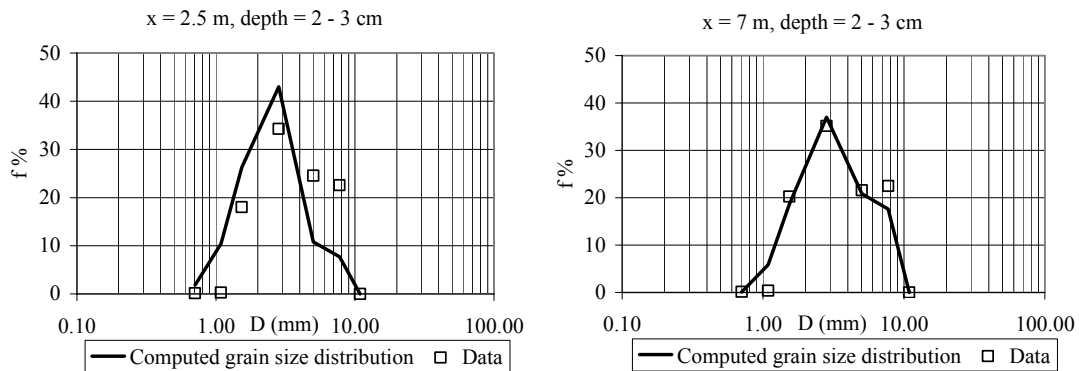 x = 2.5 m, depth = 2 - 3 cm
50
40
30
20
10
0
f %
0.10
1.00
D (mm)
10.00
100.00
Computed grain size distribution
Data
x = 7 m, depth = 2 - 3 cm
50
40
30
20
10
0
f %
0.10
1.00
D (mm)
10.00
100.00
Computed grain size distribution
Data